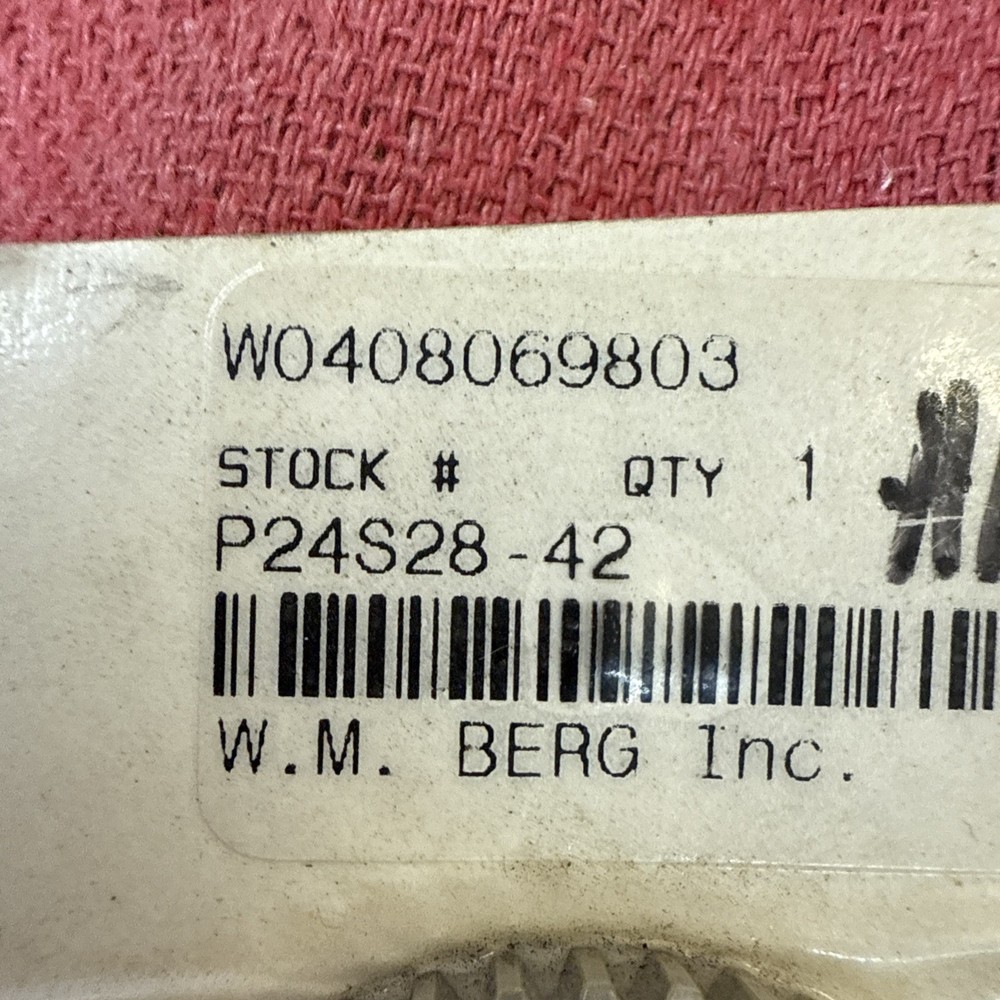 W0408069803
STOCK # QTY 1
P24S28-42
W.M. BERG Inc.